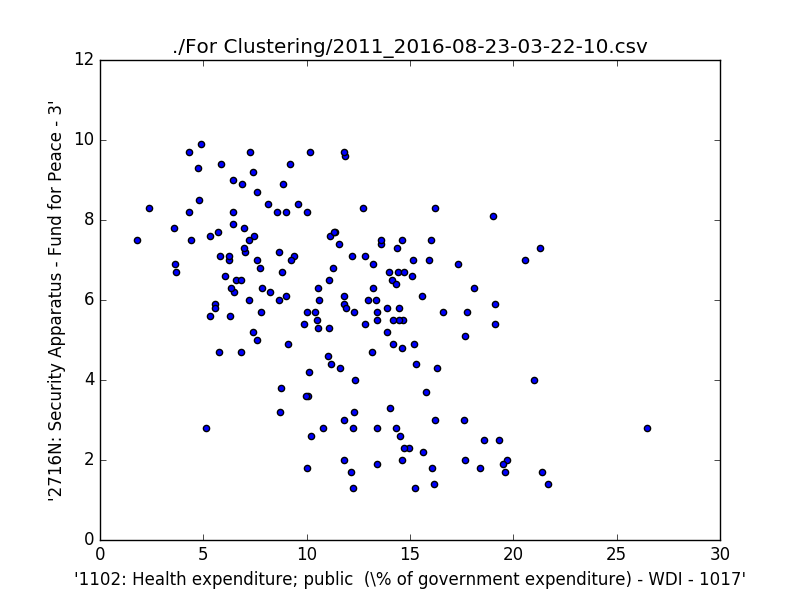 ./For Clustering/2011_2016-08-23-03-22-10.csv
12
10
8
6
4
2
0
'2716N: Security Apparatus - Fund for Peace - 3'
0 5 10 15 20 25 30
'1102: Health expenditure; public (\% of government expenditure) - WDI - 1017'